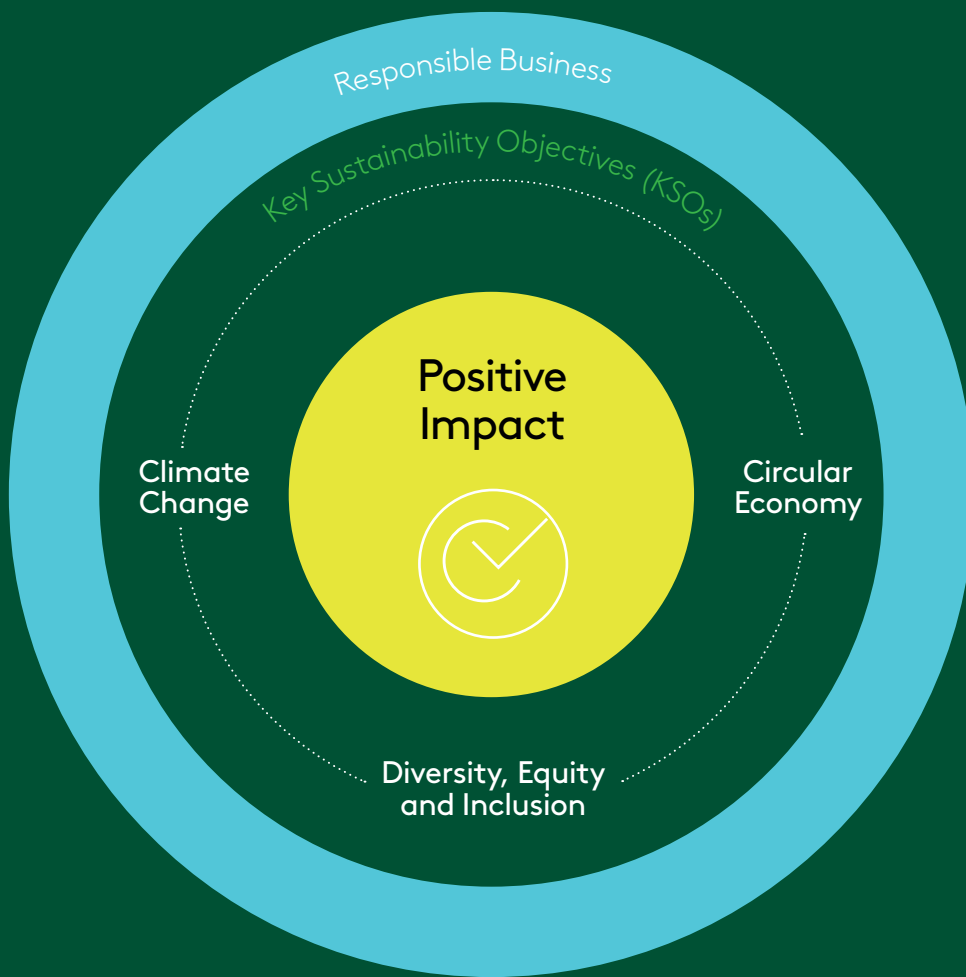 Responsible Business
Key Sustainability Objectives (KSOs)
Positive
Impact
Climate
Change
Circular
Economy
Diversity, Equity
and Inclusion